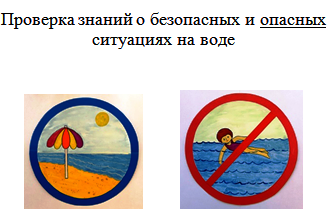 Проверка знаний о безопасных и опасных
ситуациях на воде